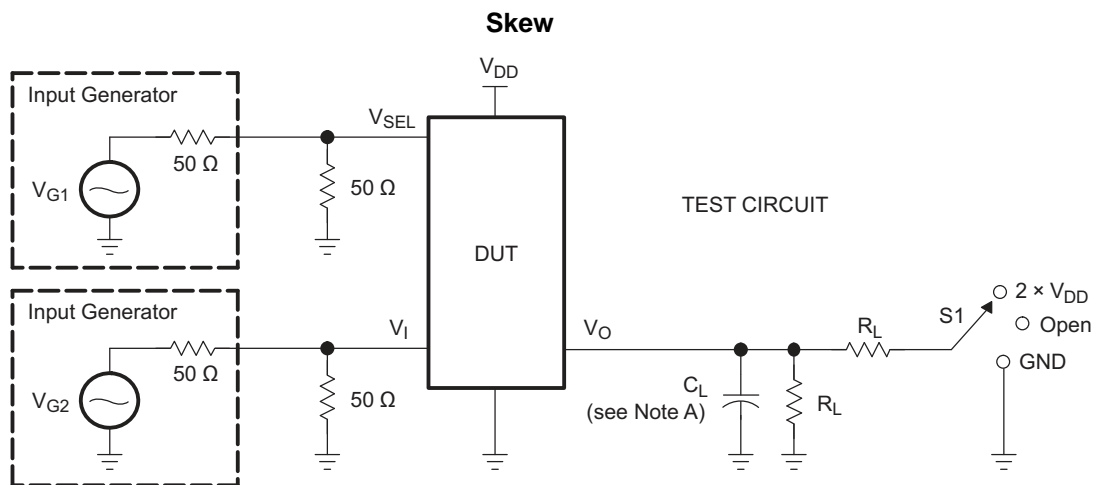 Skew
V_DD
Input Generator
V_SEL
50 Ω
50 Ω
V_G1
TEST CIRCUIT
DUT
Input Generator
2 × V_DD
S1
Open
V_I
V_O
R_L
GND
50 Ω
50 Ω
C_L
(see Note A)
R_L
V_G2